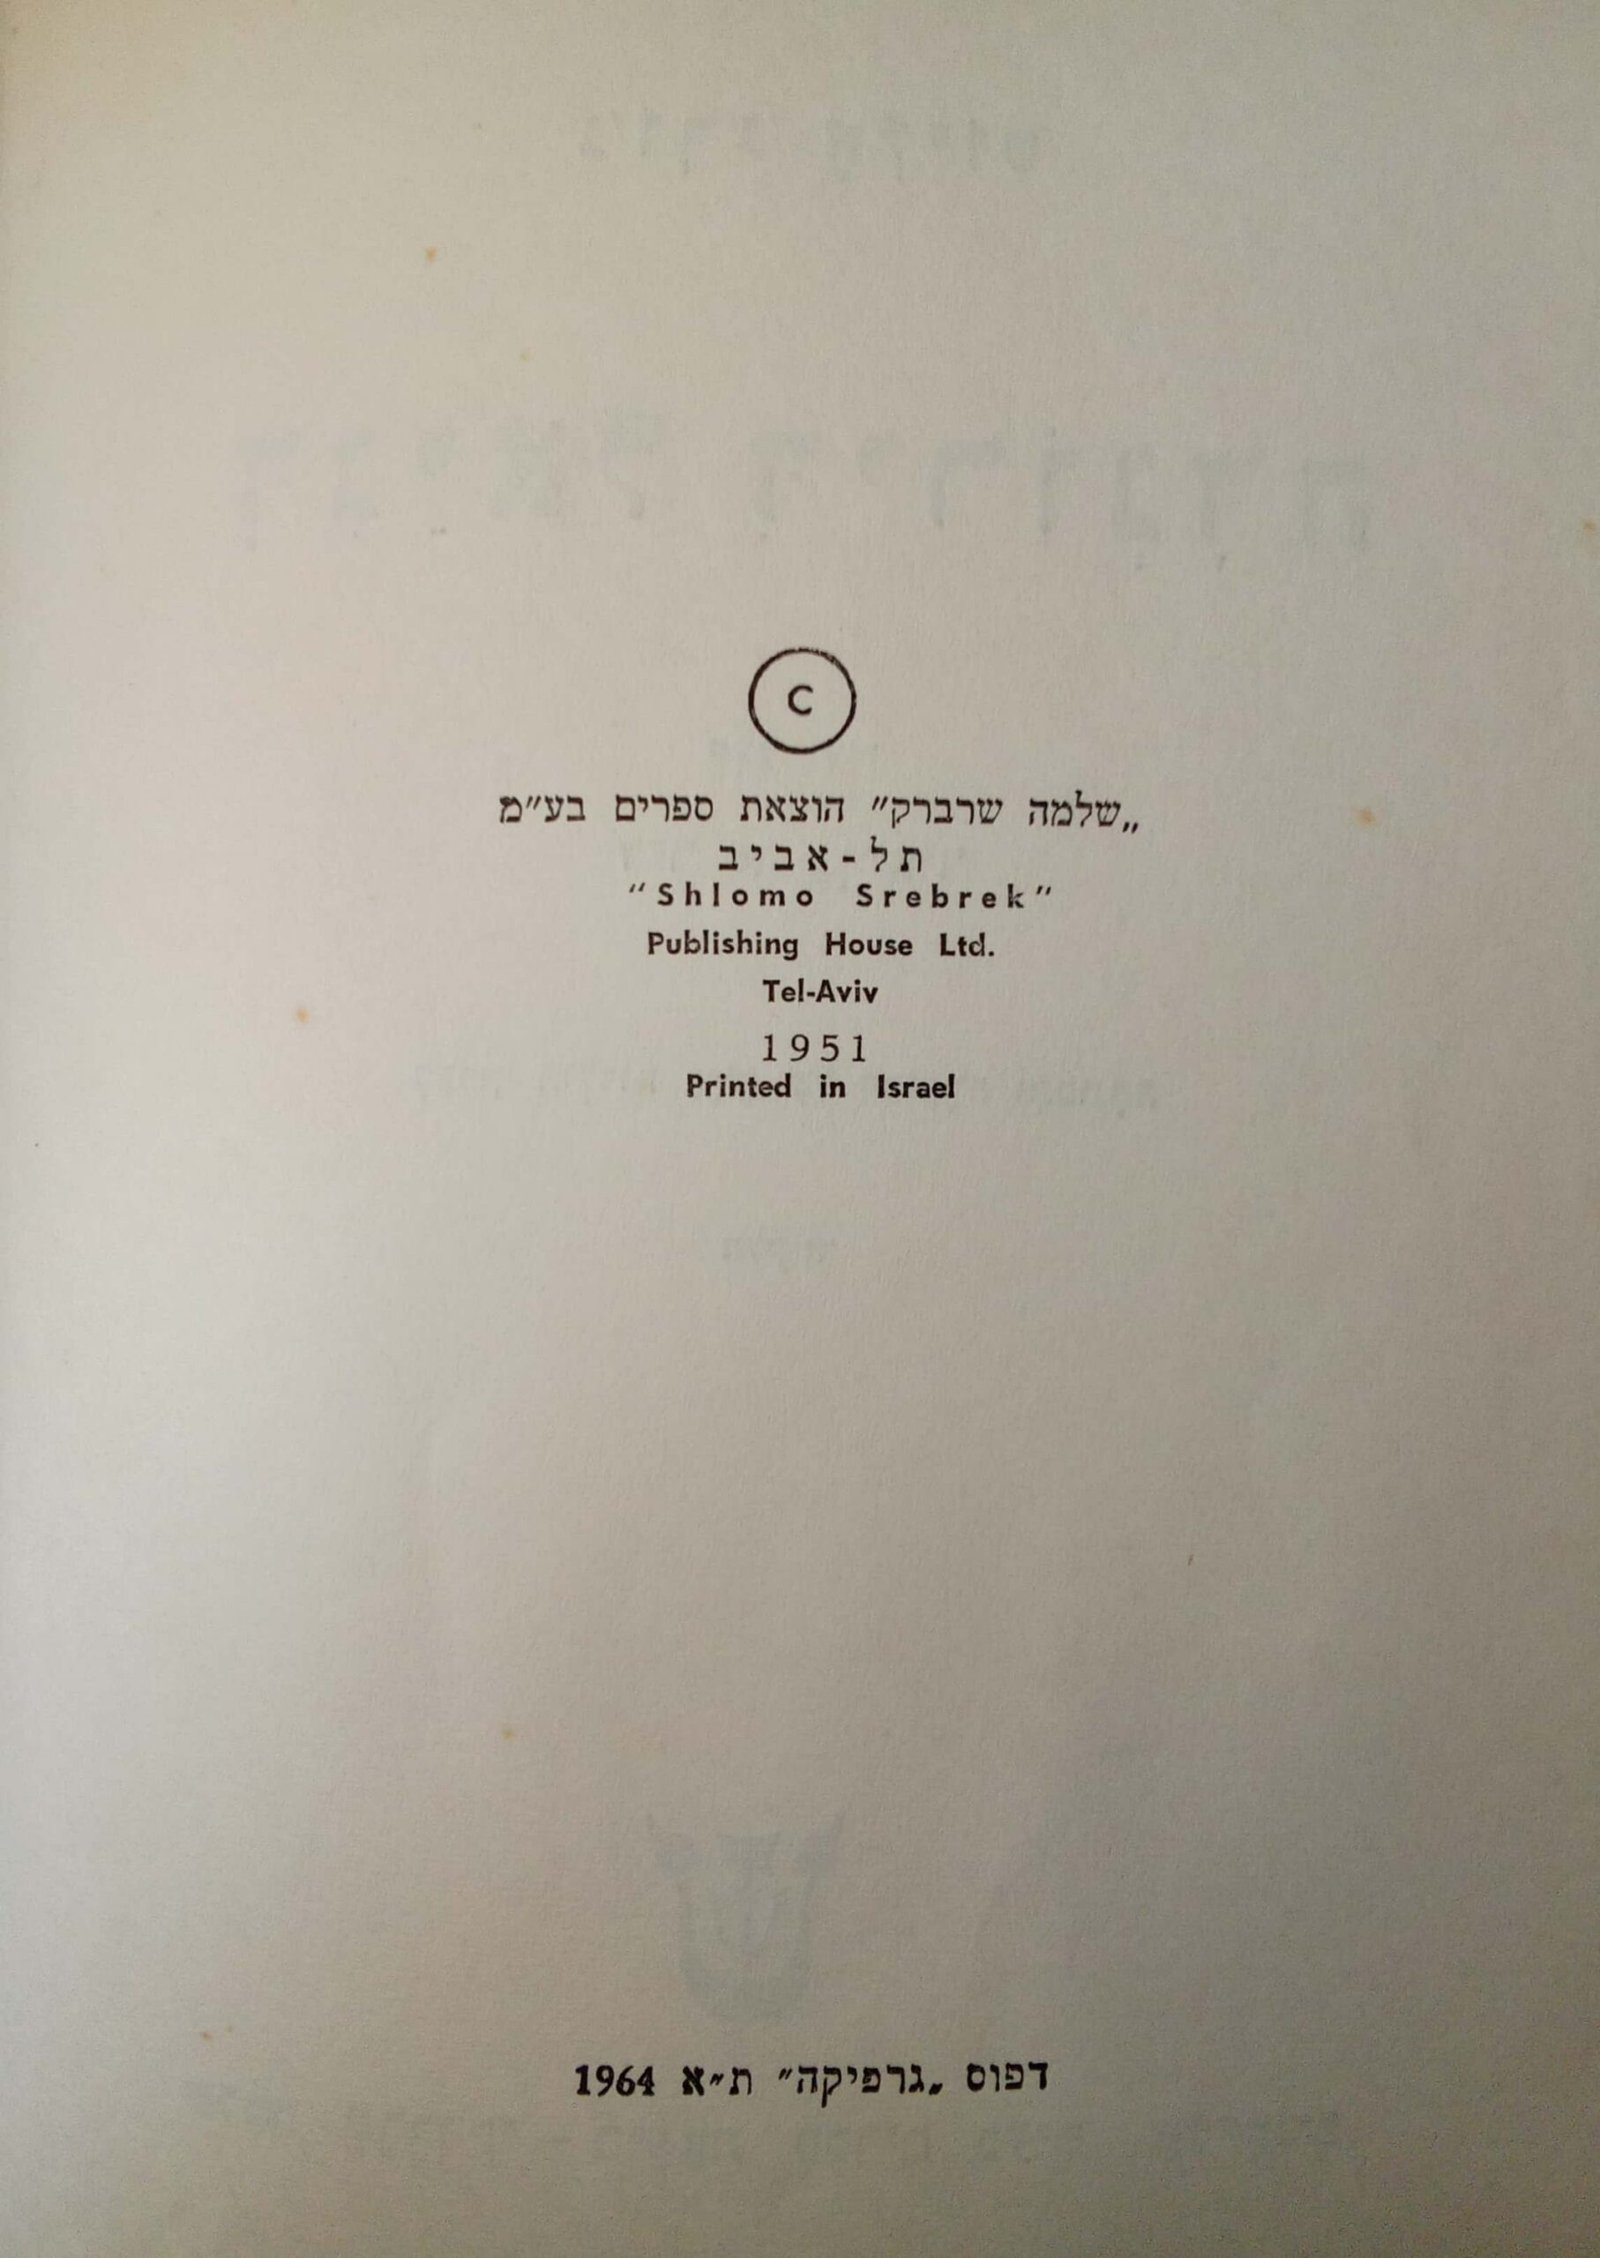 C
„שלמה שרברק" הוצאת ספרים בע"מ
תל-אביב
"Shlomo Srebrek"
Publishing House Ltd.
Tel-Aviv
1951
Printed in Israel
דפוס „גרפיקה" ת"א 1964